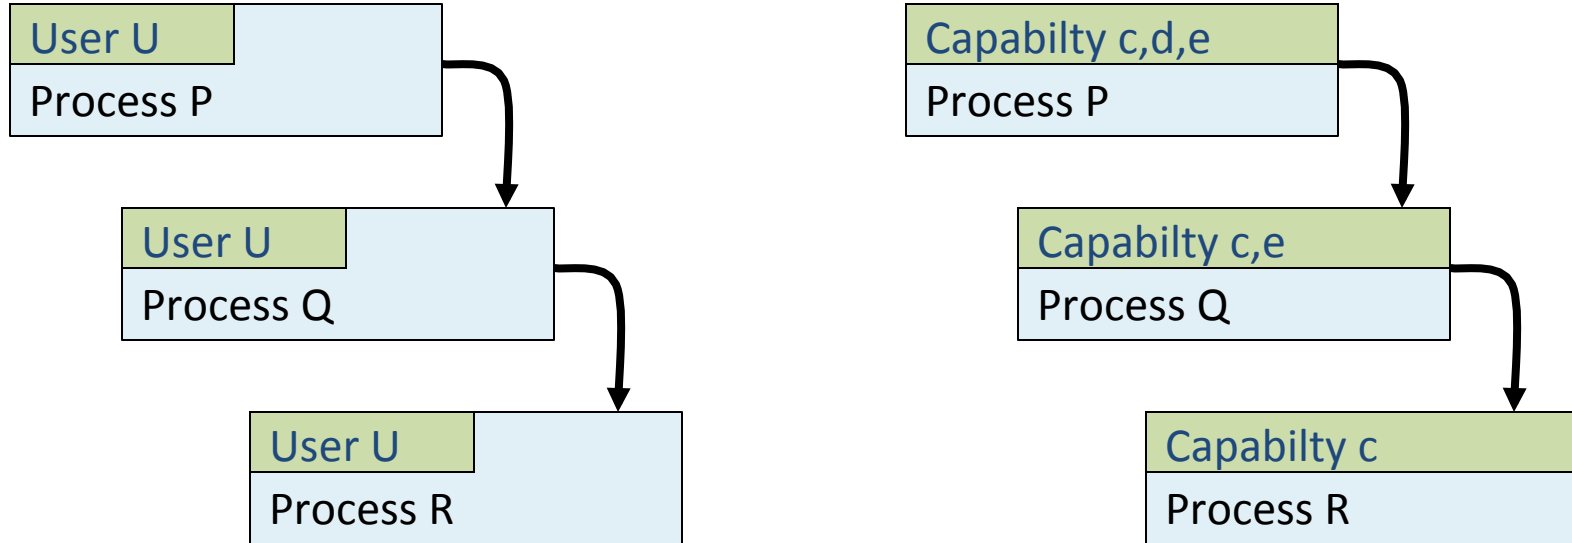 User U
Process P
User U
Process Q
User U
Process R
Capabilty c,d,e
Process P
Capabilty c,e
Process Q
Capabilty c
Process R